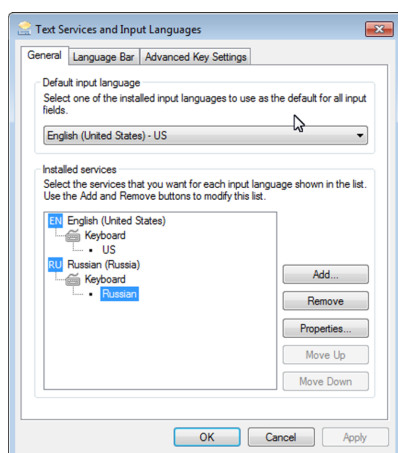 Text Services and Input Languages
General Language Bar Advanced Key Settings
Default input language
Select one of the installed input languages to use as the default for all input
fields.
English (United States) - US
Installed services
Select the services that you want for each input language shown in the list.
Use the Add and Remove buttons to modify this list.
EN English (United States)
Keyboard
• US
RU Russian (Russia)
Keyboard
• Russian
Add...
Remove
Properties...
Move Up
Move Down
OK Cancel Apply